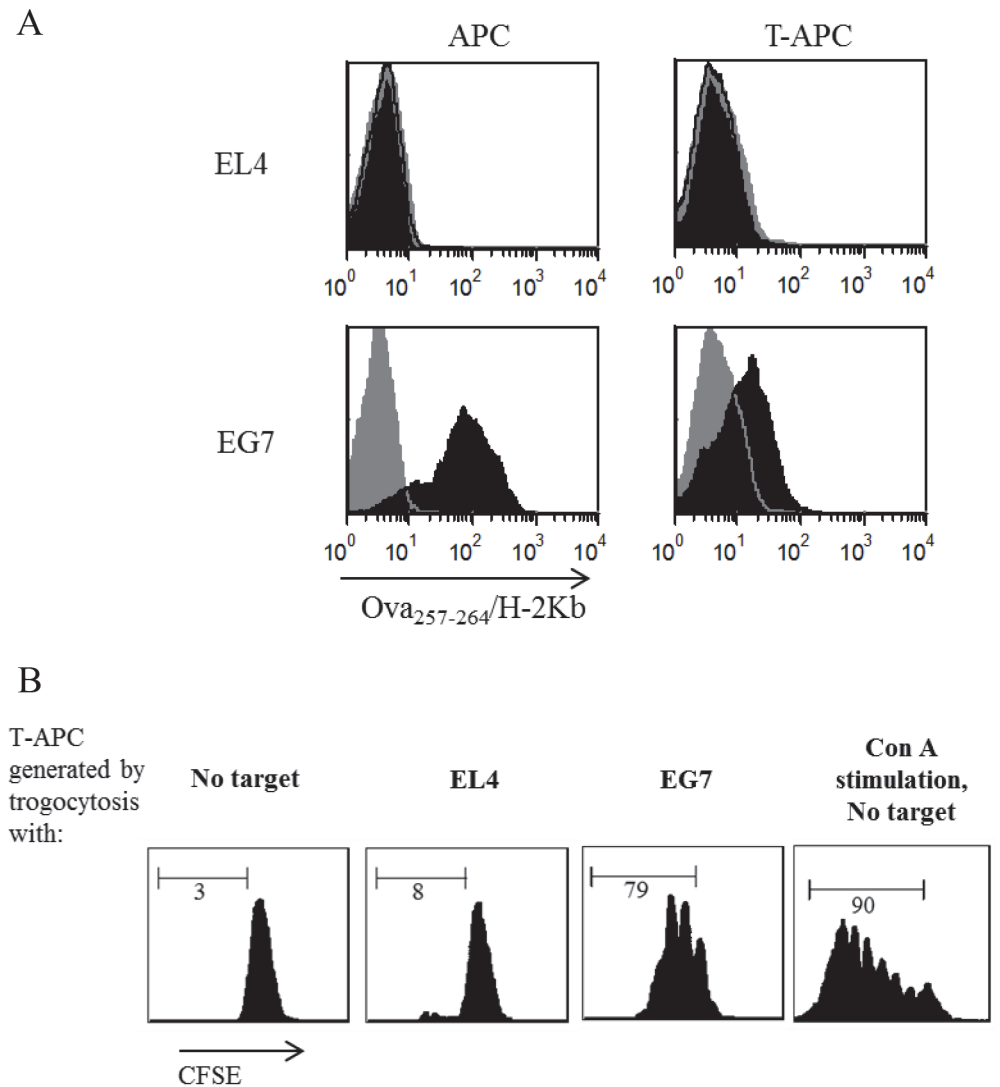 A
APC T-APC
EL4
10⁰ 10¹ 10² 10³ 10⁴ 10⁰ 10¹ 10² 10³ 10⁴
EG7
10⁰ 10¹ 10² 10³ 10⁴ 10⁰ 10¹ 10² 10³ 10⁴
Ova₂₅₇₋₂₆₄/H-2Kb
B
T-APC
generated by
trogocytosis
with:
No target
EL4
EG7
Con A
stimulation,
No target
3 8 79 90
CFSE